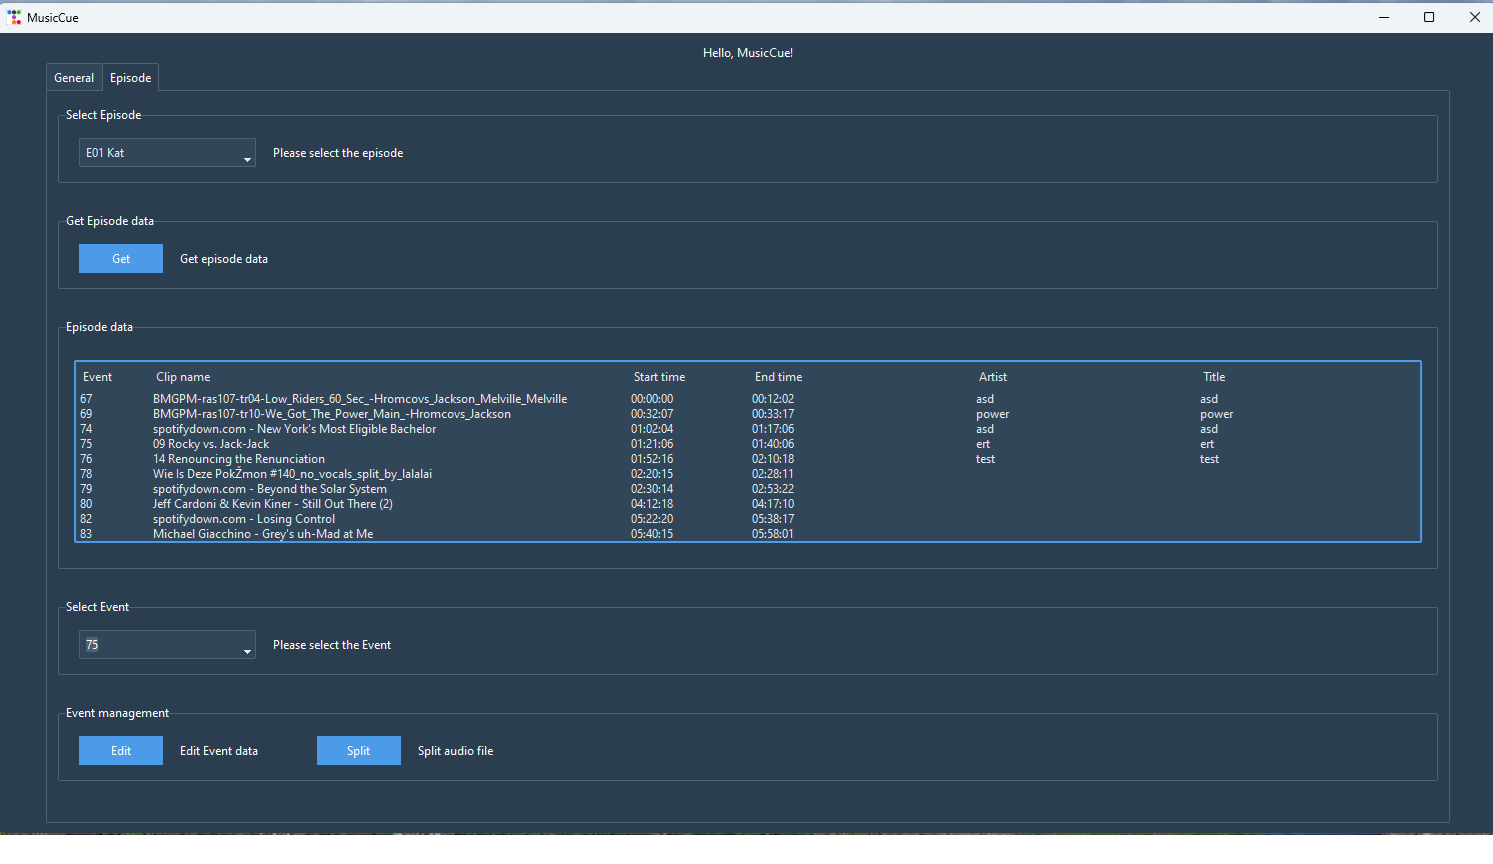 MusicCue
Hello, MusicCue!
General Episode
Select Episode
E01 Kat Please select the episode
Get Episode data
Get Get episode data
Episode data
Event Clip name Start time End time Artist Title
67 BMGPM-ras107-tr04-Low_Riders_60_Sec_-Hromcovs_Jackson_Melville_Melville 00:00:00 00:12:02 asd asd
69 BMGPM-ras107-tr10-We_Got_The_Power_Main_-Hromcovs_Jackson 00:32:07 00:33:17 power power
74 spotifydown.com - New York's Most Eligible Bachelor 01:02:04 01:17:06 asd asd
75 09 Rocky vs. Jack-Jack 01:21:06 01:40:06 ert ert
76 14 Renouncing the Renunciation 01:52:16 02:10:18 test test
78 Wie Is Deze PokŽmon #140_no_vocals_split_by_lalalai 02:20:15 02:28:11
79 spotifydown.com - Beyond the Solar System 02:30:14 02:53:22
80 Jeff Cardoni & Kevin Kiner - Still Out There (2) 04:12:18 04:17:10
82 spotifydown.com - Losing Control 05:22:20 05:38:17
83 Michael Giacchino - Grey's uh-Mad at Me 05:40:15 05:58:01
Select Event
75 Please select the Event
Event management
Edit Edit Event data Split Split audio file